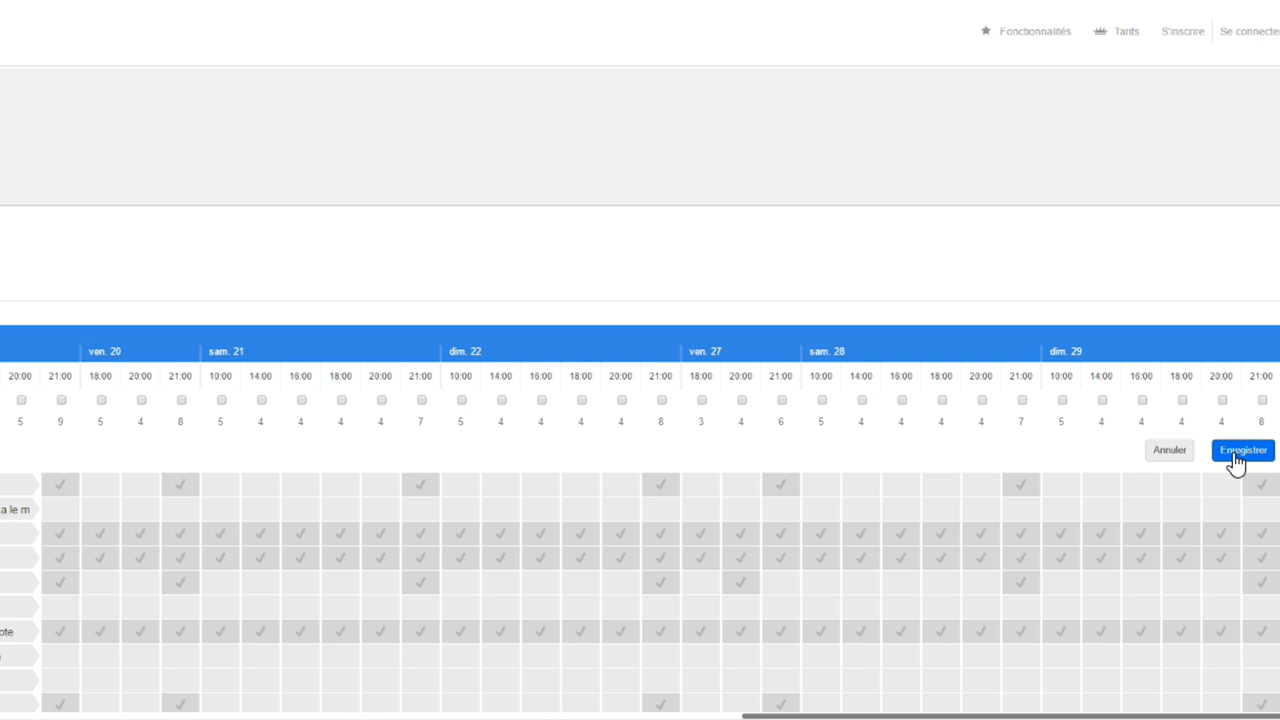 Fonctionnalités Tarifs S'inscrire Se connecte
ven. 20 sam. 21 dim. 22 ven. 27 sam. 28 dim. 29
20:00 21:00 18:00 20:00 21:00 10:00 14:00 16:00 18:00 20:00 21:00 10:00 14:00 16:00 18:00 20:00 21:00 18:00 20:00 21:00 10:00 14:00 16:00 18:00 20:00 21:00 10:00 14:00 16:00 18:00 20:00 21:00
5 9 5 4 8 5 4 4 4 4 7 5 4 4 4 4 8 3 4 6 5 4 4 4 4 7 5 4 4 4 4 8
Annuler Enregistrer
a le m
ote